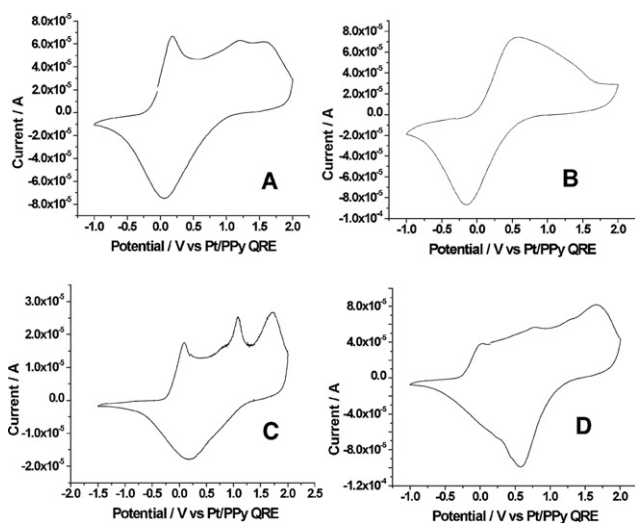 8.0x10⁻⁵
6.0x10⁻⁵
4.0x10⁻⁵
2.0x10⁻⁵
0.0
-2.0x10⁻⁵
-4.0x10⁻⁵
-6.0x10⁻⁵
-8.0x10⁻⁵
Current / A
A
-1.0 -0.5 0.0 0.5 1.0 1.5 2.0
Potential / V vs Pt/PPy QRE
8.0x10⁻⁵
6.0x10⁻⁵
4.0x10⁻⁵
2.0x10⁻⁵
0.0
-2.0x10⁻⁵
-4.0x10⁻⁵
-6.0x10⁻⁵
-8.0x10⁻⁵
-1.0x10⁻⁴
Current / A
B
-1.0 -0.5 0.0 0.5 1.0 1.5 2.0
Potential / V vs Pt/PPy QRE
3.0x10⁻⁵
2.0x10⁻⁵
1.0x10⁻⁵
0.0
-1.0x10⁻⁵
-2.0x10⁻⁵
Current / A
C
-2.0 -1.5 -1.0 -0.5 0.0 0.5 1.0 1.5 2.0 2.5
Potential / V vs Pt/PPy QRE
8.0x10⁻⁵
4.0x10⁻⁵
0.0
-4.0x10⁻⁵
-8.0x10⁻⁵
-1.2x10⁻⁴
Current / A
D
-1.0 -0.5 0.0 0.5 1.0 1.5 2.0
Potential / V vs Pt/PPy QRE